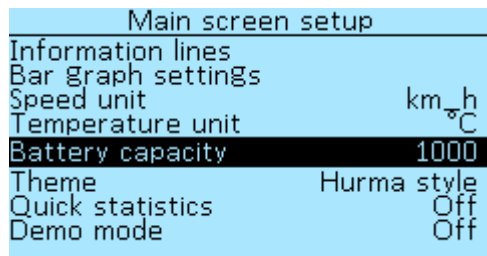 Main screen setup
Information lines
Bar graph settings
Speed unit km_h
Temperature unit °C
Battery capacity 1000
Theme Hurma style
Quick statistics Off
Demo mode Off